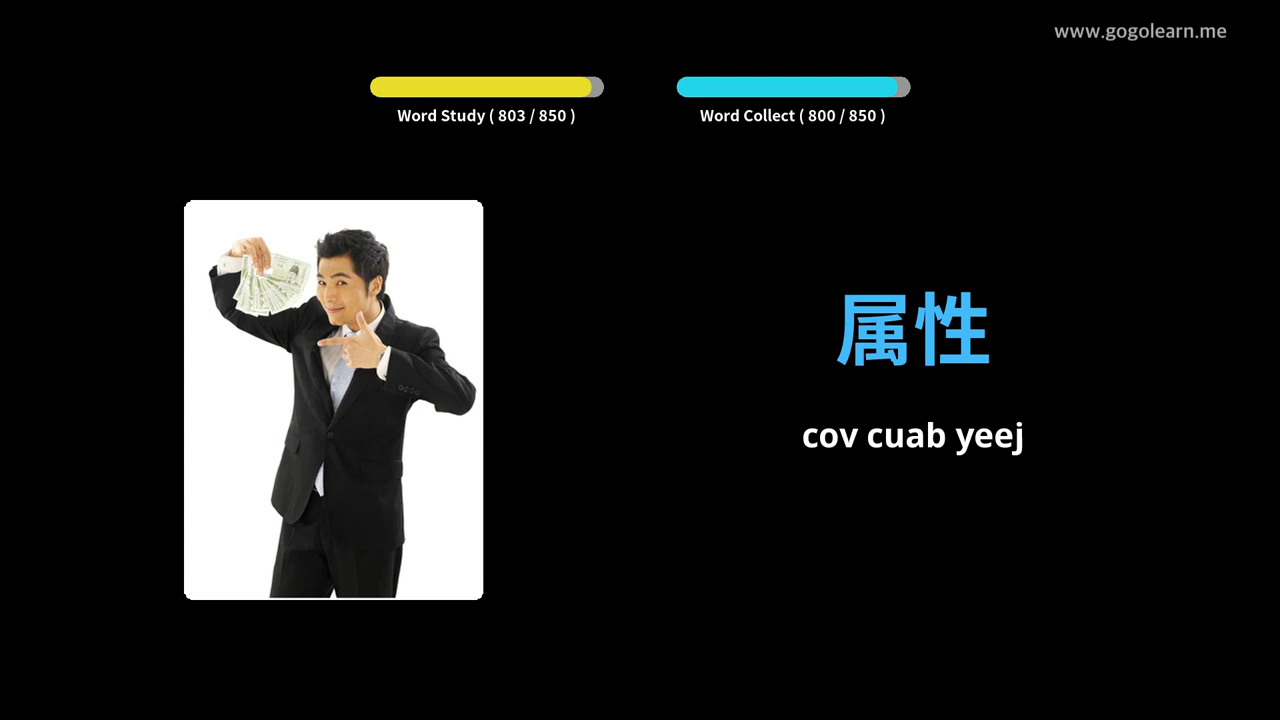 www.gogolearn.me
Word Study ( 803 / 850 )
Word Collect ( 800 / 850 )
属性
cov cuab yeej